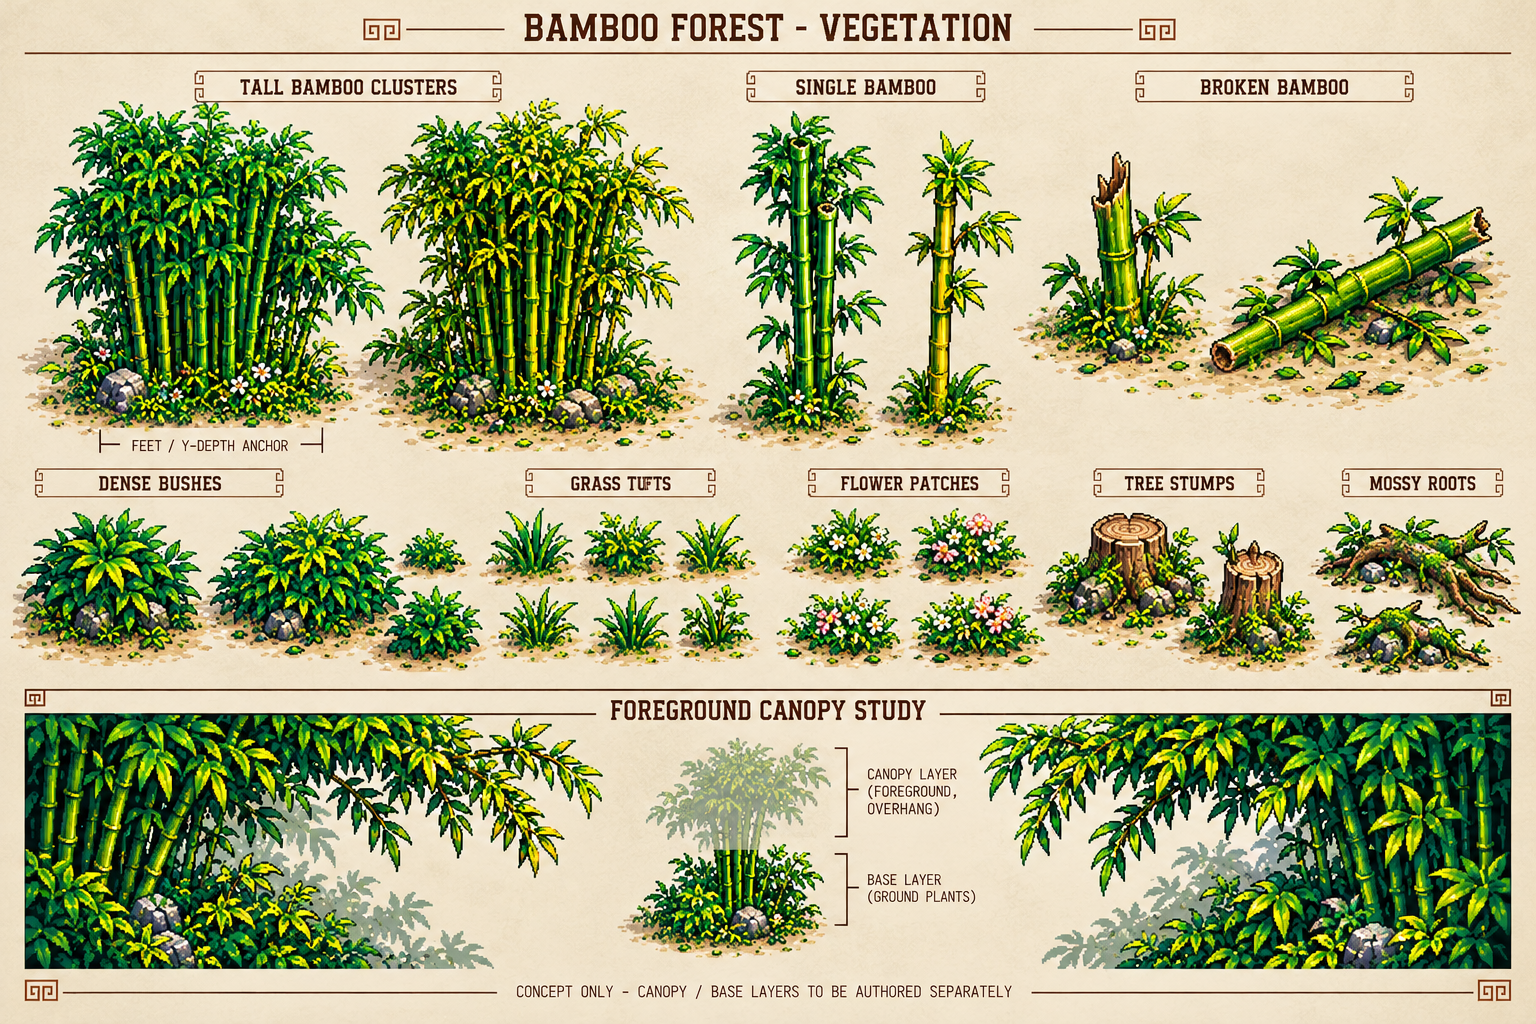 BAMBOO FOREST - VEGETATION
TALL BAMBOO CLUSTERS
SINGLE BAMBOO
BROKEN BAMBOO
FEET / Y-DEPTH ANCHOR
DENSE BUSHES
GRASS TUFTS
FLOWER PATCHES
TREE STUMPS
MOSSY ROOTS
FOREGROUND CANOPY STUDY
CANOPY LAYER
(FOREGROUND,
OVERHANG)
BASE LAYER
(GROUND PLANTS)
CONCEPT ONLY - CANOPY / BASE LAYERS TO BE AUTHORED SEPARATELY